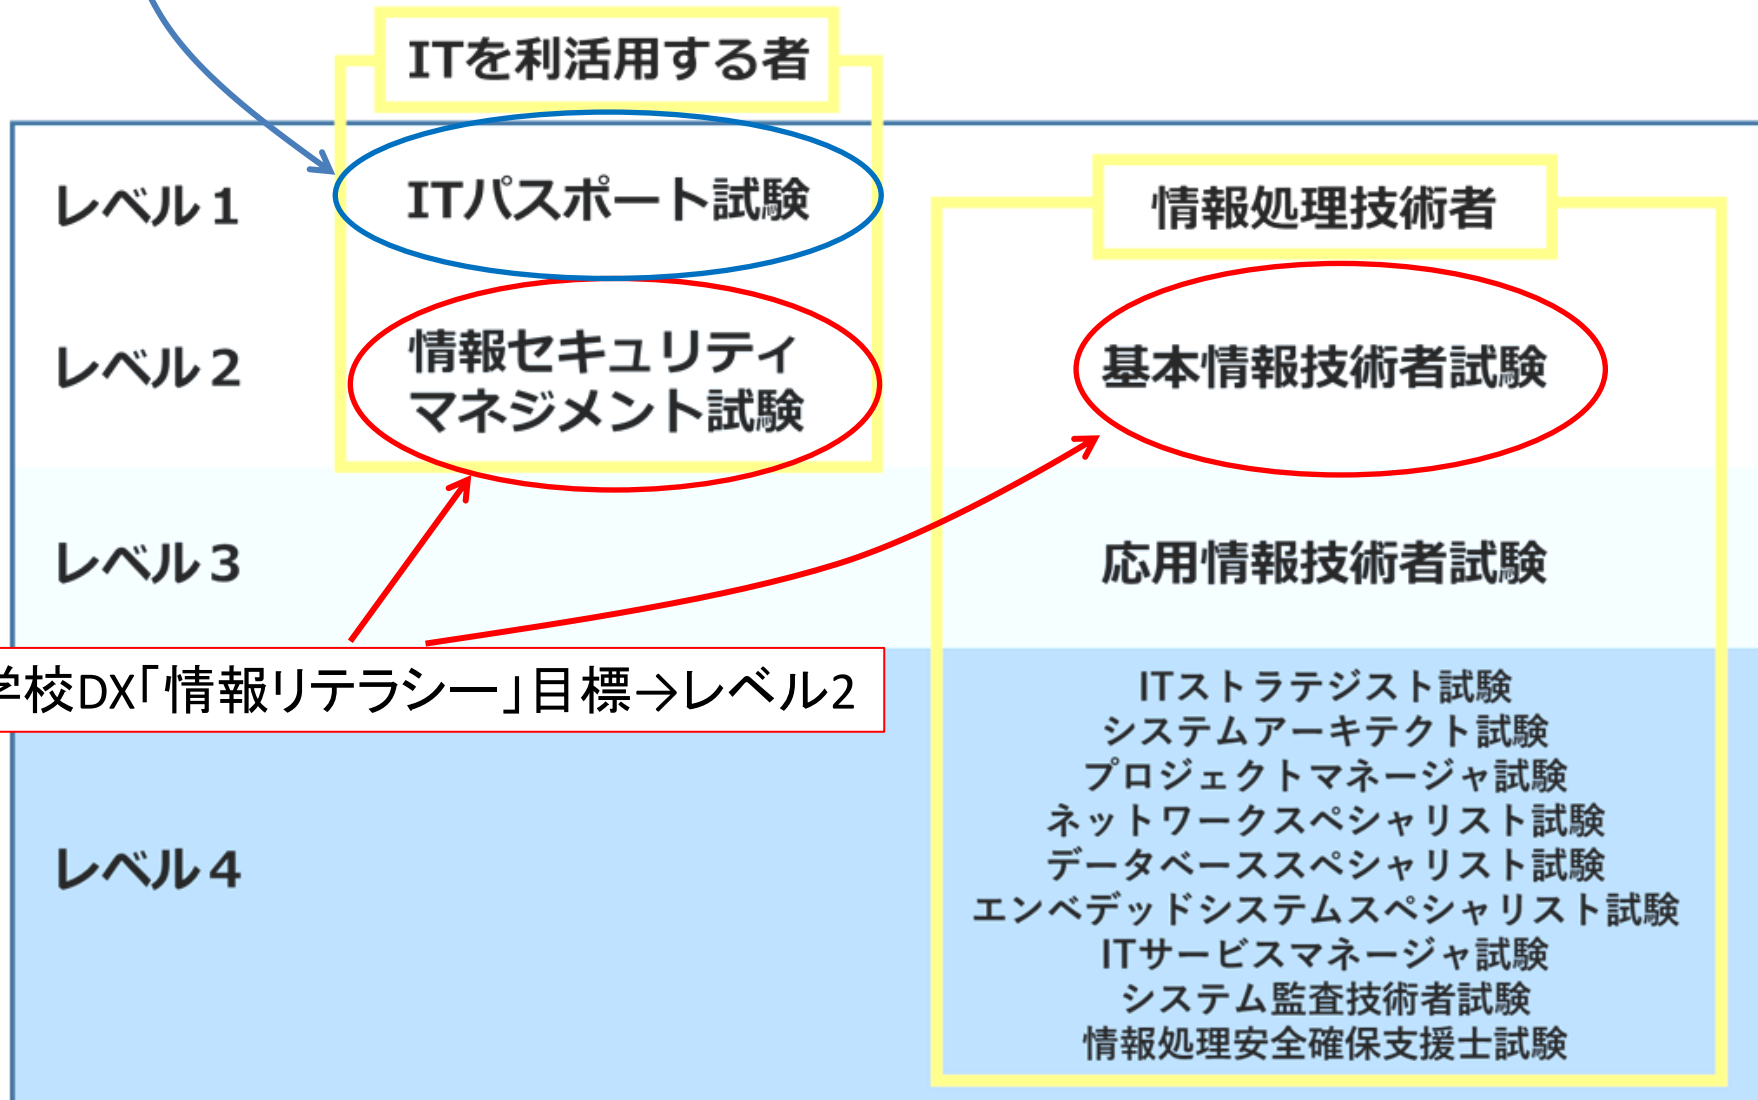 ITを利活用する者
レベル1
ITパスポート試験
情報処理技術者
レベル2
情報セキュリティ
マネジメント試験
基本情報技術者試験
レベル3
応用情報技術者試験
学校DX「情報リテラシー」目標→レベル2
レベル4
ITストラテジスト試験
システムアーキテクト試験
プロジェクトマネージャ試験
ネットワークスペシャリスト試験
データベーススペシャリスト試験
エンベデッドシステムスペシャリスト試験
ITサービスマネージャ試験
システム監査技術者試験
情報処理安全確保支援士試験